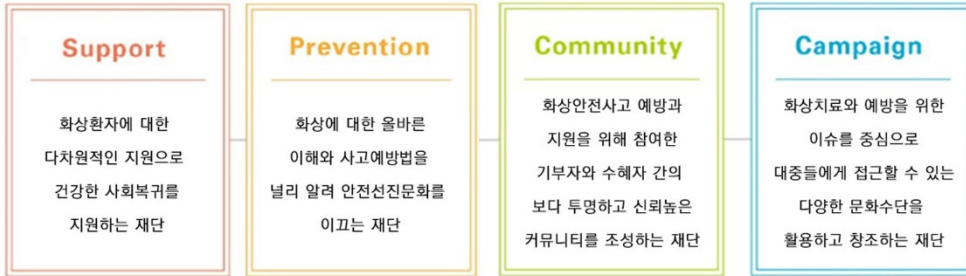 Support
화상환자에 대한
다차원적인 지원으로
건강한 사회복귀를
지원하는 재단
Prevention
화상에 대한 올바른
이해와 사고예방법을
널리 알려 안전선진문화를
이끄는 재단
Community
화상안전사고 예방과
지원을 위해 참여한
기부자와 수혜자 간의
보다 투명하고 신뢰높은
커뮤니티를 조성하는 재단
Campaign
화상치료와 예방을 위한
이슈를 중심으로
대중들에게 접근할 수 있는
다양한 문화수단을
활용하고 창조하는 재단